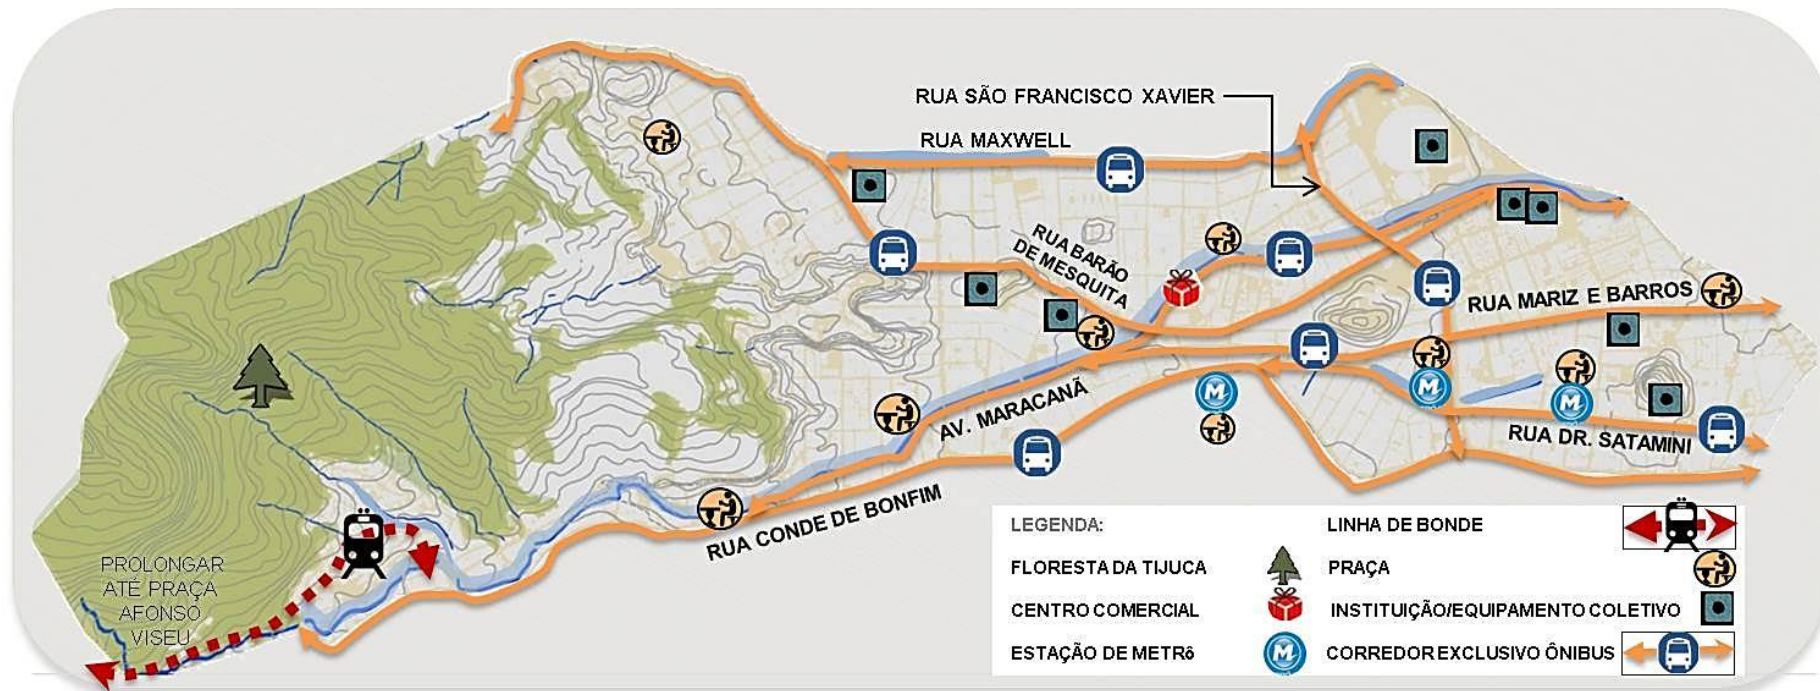 RUA SÃO FRANCISCO XAVIER
RUA MAXWELL
RUA BARÃO
DE MESQUITA
RUA MARIZ E BARROS
AV. MARACANÃ
RUA DR. SATAMINI
RUA CONDE DE BONFIM
PROLONGAR
ATÉ PRAÇA
AFONSO
VISEU
LEGENDA:
LINHA DE BONDE
FLORESTA DA TIJUCA
PRAÇA
CENTRO COMERCIAL
INSTITUIÇÃO/EQUIPAMENTO COLETIVO
ESTAÇÃO DE METRô
CORREDOR EXCLUSIVO ÔNIBUS